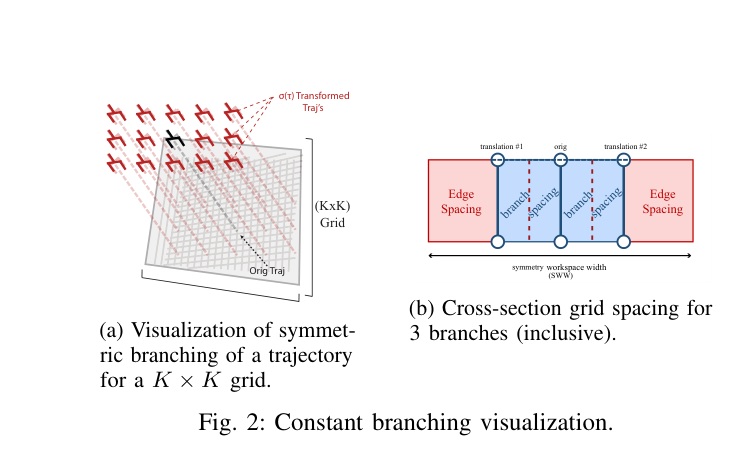 σ(τ) Transformed
Traj's
(KxK)
Grid
Orig Traj
(a) Visualization of symmet-
ric branching of a trajectory
for a K × K grid.
translation #1
orig
translation #2
Edge
Spacing
branch
spacing
branch
spacing
Edge
Spacing
symmetry workspace width
(SWW)
(b) Cross-section grid spacing for
3 branches (inclusive).
Fig. 2: Constant branching visualization.